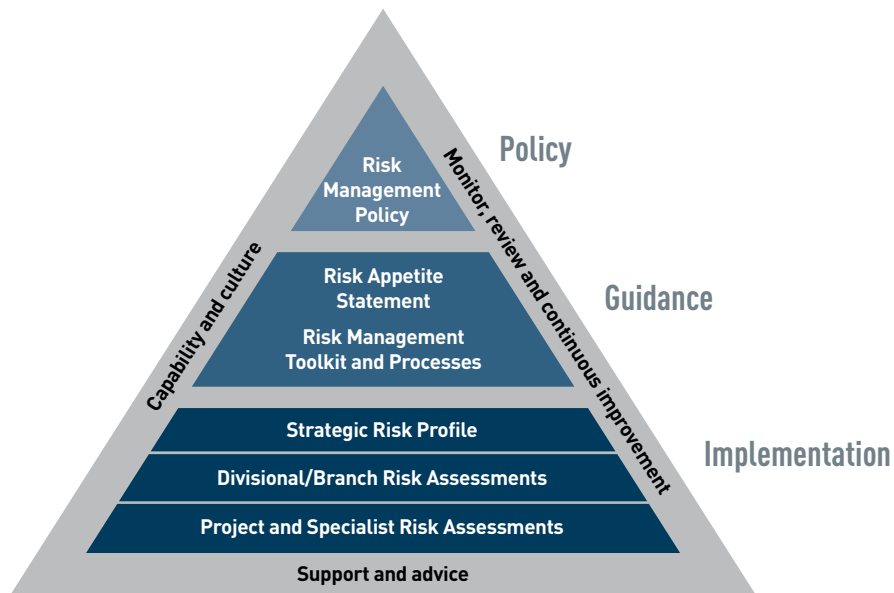 Policy
Risk
Management
Policy
Monitor, review and continuous improvement
Capability and culture
Risk Appetite
Statement
Guidance
Risk Management
Toolkit and Processes
Strategic Risk Profile
Implementation
Divisional/Branch Risk Assessments
Project and Specialist Risk Assessments
Support and advice